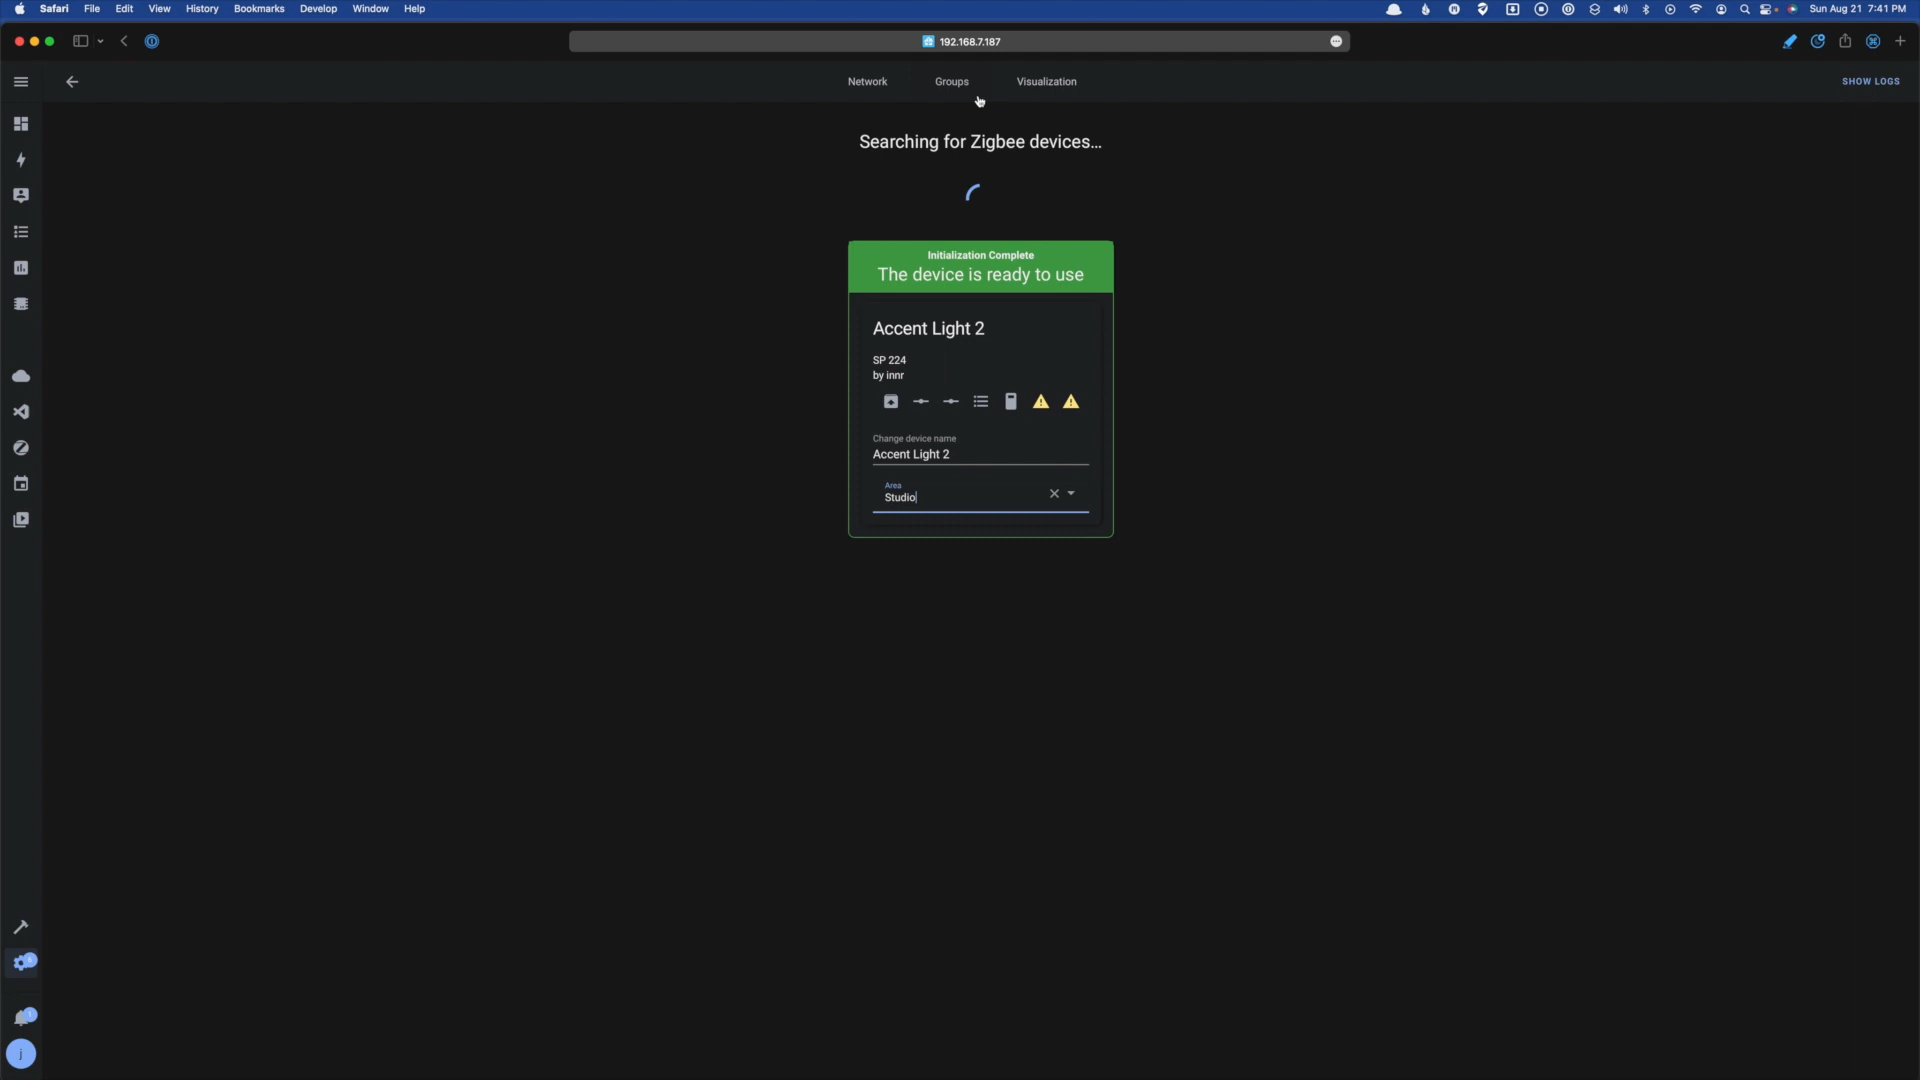 Safari File Edit View History Bookmarks Develop Window Help Sun Aug 21 7:41 PM
192.168.7.187
Network Groups Visualization SHOW LOGS
Searching for Zigbee devices...
Initialization Complete
The device is ready to use
Accent Light 2
SP 224
by innr
Change device name
Accent Light 2
Area
Studio
j